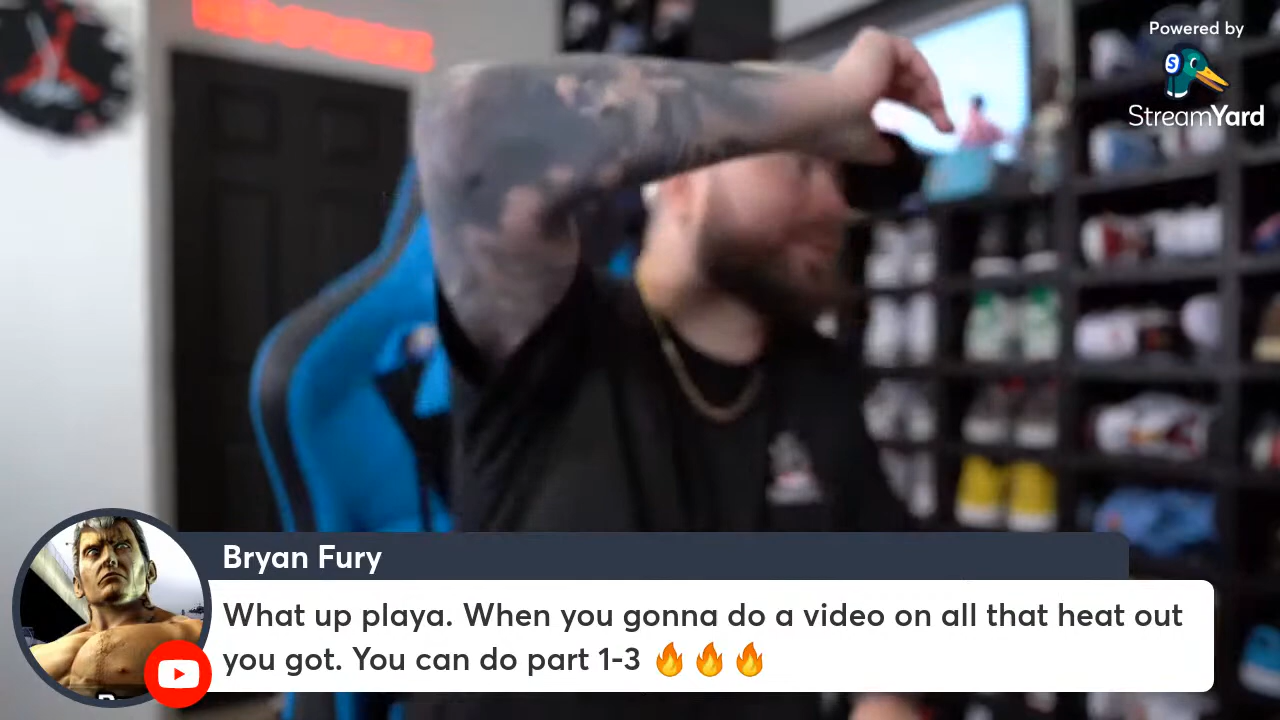 Powered by
StreamYard
Bryan Fury
What up playa. When you gonna do a video on all that heat out
you got. You can do part 1-3 🔥🔥🔥